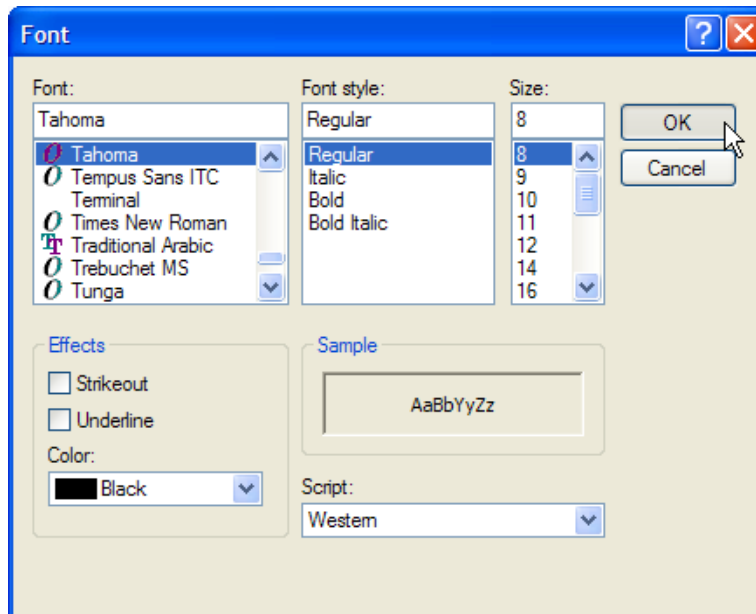 Font
Font:
Tahoma
Tahoma
Tempus Sans ITC
Terminal
Times New Roman
Traditional Arabic
Trebuchet MS
Tunga
Font style:
Regular
Regular
Italic
Bold
Bold Italic
Size:
8
8
9
10
11
12
14
16
OK
Cancel
Effects
Strikeout
Underline
Color:
Black
Sample
AaBbYyZz
Script:
Western